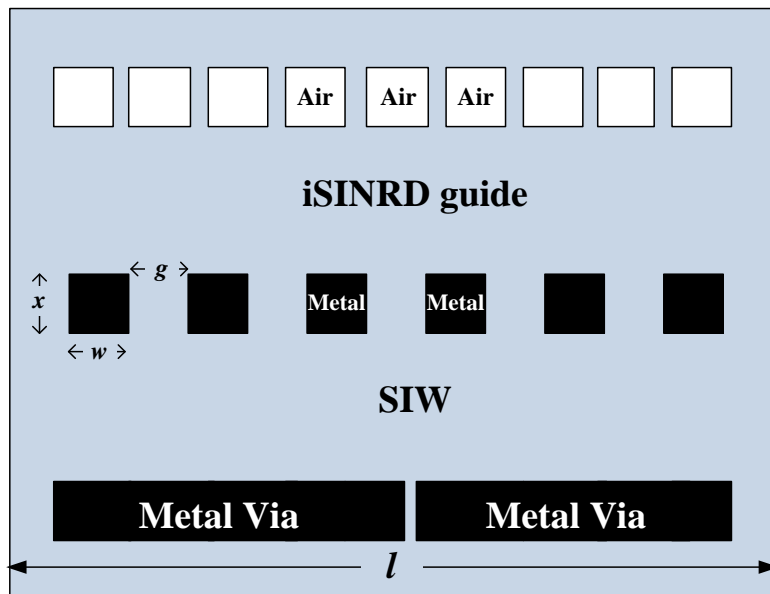 Air Air Air
iSINRD guide
g
x
Metal Metal
w
SIW
Metal Via Metal Via
l